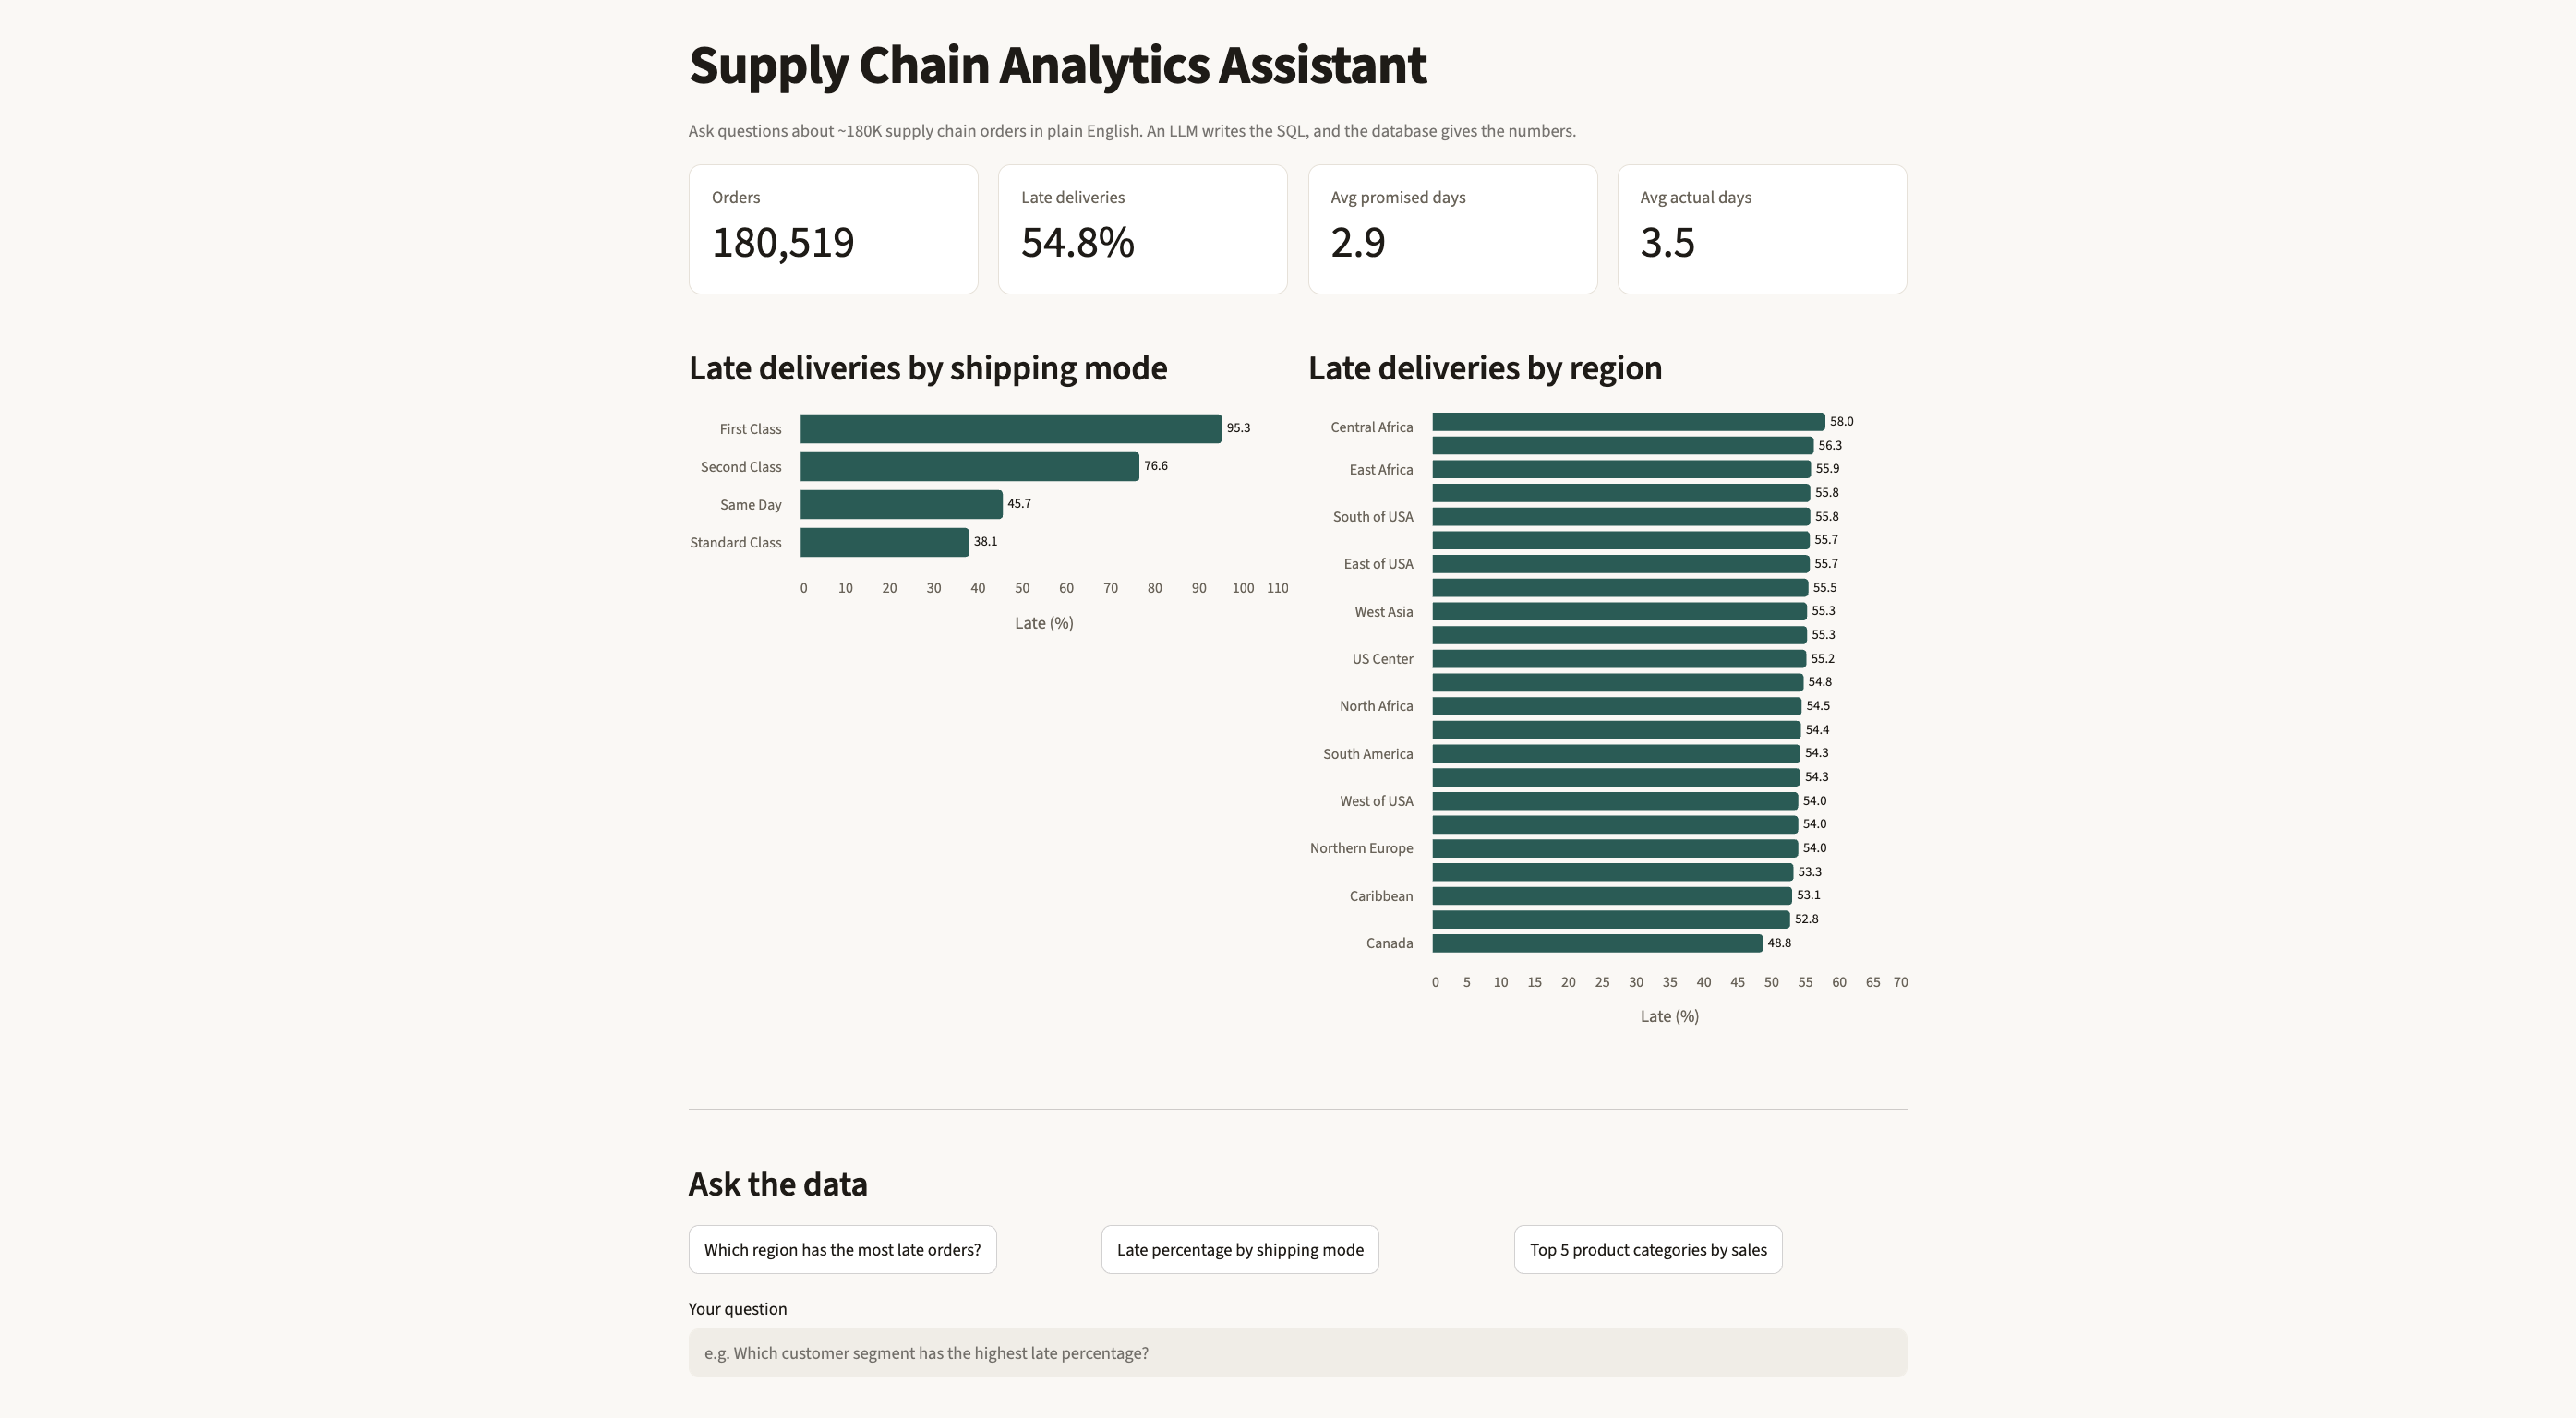 Supply Chain Analytics Assistant
Ask questions about ~180K supply chain orders in plain English. An LLM writes the SQL, and the database gives the numbers.
Orders
180,519
Late deliveries
54.8%
Avg promised days
2.9
Avg actual days
3.5
Late deliveries by shipping mode
First Class 95.3
Second Class 76.6
Same Day 45.7
Standard Class 38.1
0 10 20 30 40 50 60 70 80 90 100 110
Late (%)
Late deliveries by region
Central Africa 58.0
56.3
East Africa 55.9
55.8
South of USA 55.8
55.7
East of USA 55.7
55.5
West Asia 55.3
55.3
US Center 55.2
54.8
North Africa 54.5
54.4
South America 54.3
54.3
West of USA 54.0
54.0
Northern Europe 54.0
53.3
Caribbean 53.1
52.8
Canada 48.8
0 5 10 15 20 25 30 35 40 45 50 55 60 65 70
Late (%)
Ask the data
Which region has the most late orders?
Late percentage by shipping mode
Top 5 product categories by sales
Your question
e.g. Which customer segment has the highest late percentage?